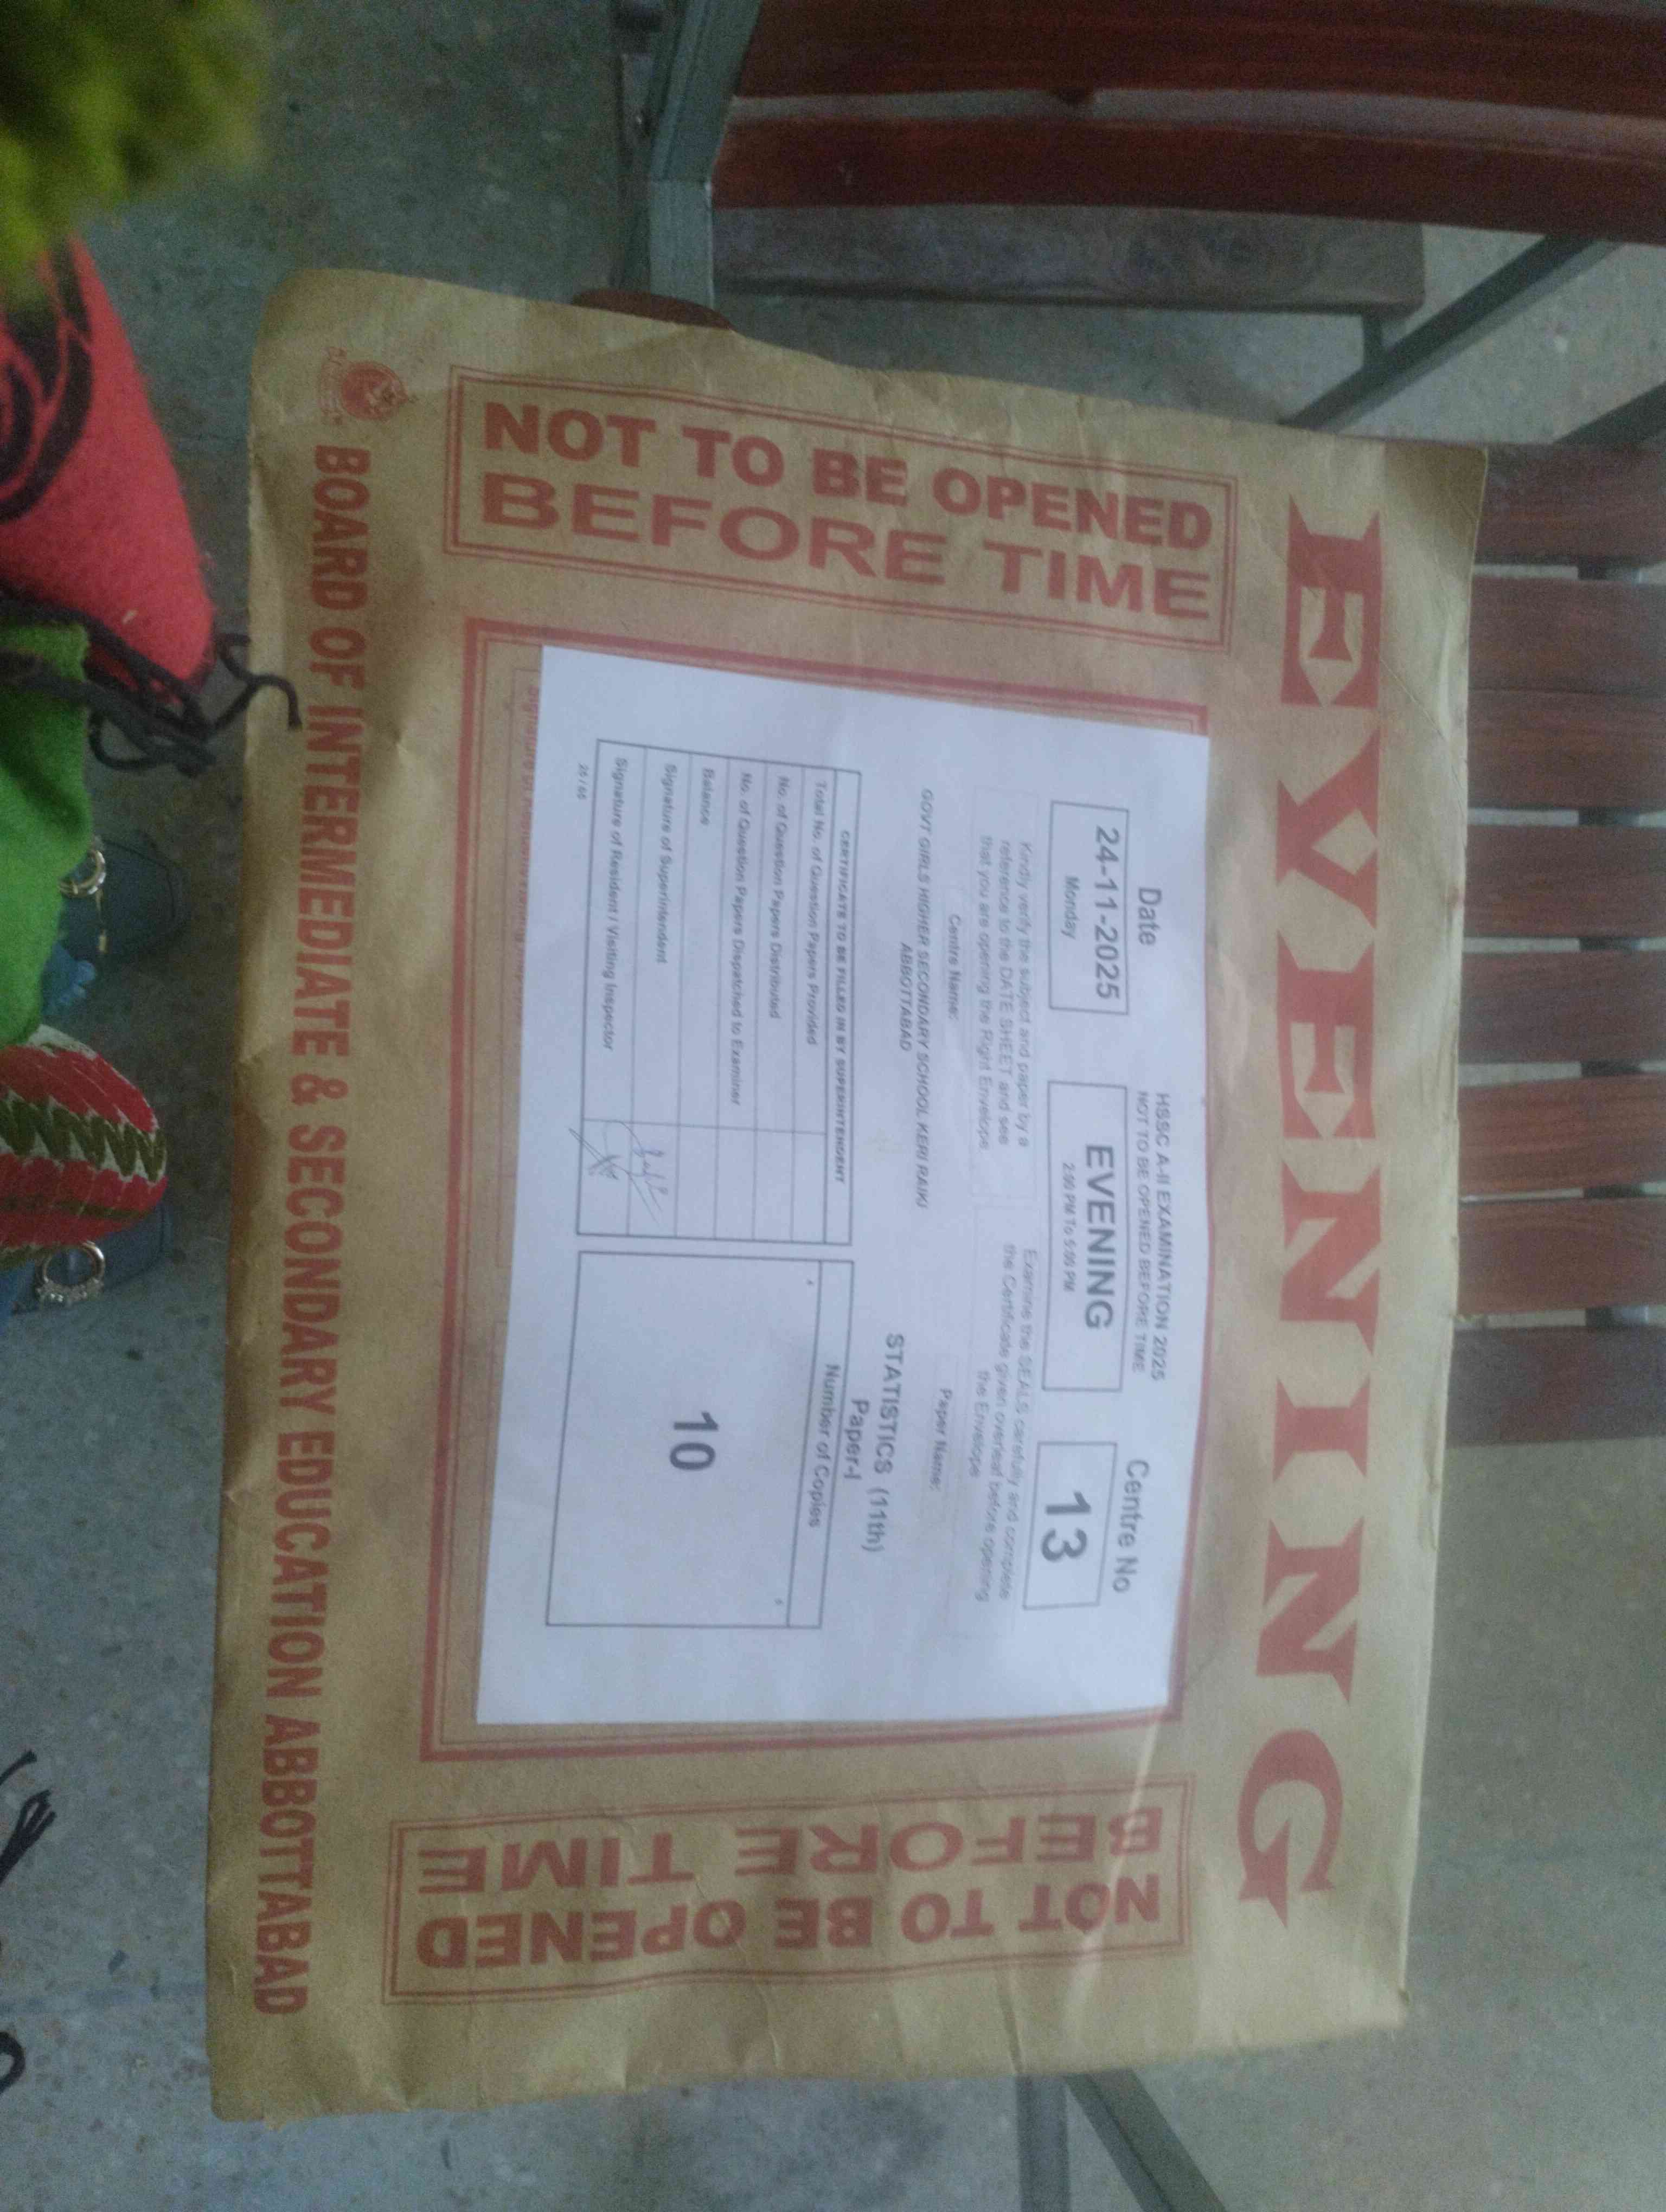 EVENING
NOT TO BE OPENED
BEFORE TIME
HSSC A-II EXAMINATION 2025
NOT TO BE OPENED BEFORE TIME
Date
24-11-2025
Monday
EVENING
2:00 PM To 5:00 PM
Centre No
13
Kindly verify the subject and paper by a
reference to the DATE SHEET and see
that you are opening the Right Envelope
Examine the SEALS carefully and complete
the Certificate given overleaf before opening
the Envelope
Centre Name:
GOVT GIRLS HIGHER SECONDARY SCHOOL KERI RAIKI
ABBOTTABAD
Paper Name:
STATISTICS (11th)
Paper-I
CERTIFICATE TO BE FILLED IN BY SUPERINTENDENT
Total No. of Question Papers Provided
No. of Question Papers Distributed
No. of Question Papers Dispatched to Examiner
Balance
Signature of Superintendent
Signature of Resident / Visiting Inspector
Number of Copies
10
NOT TO BE OPENED
BEFORE TIME
BOARD OF INTERMEDIATE & SECONDARY EDUCATION ABBOTTABAD